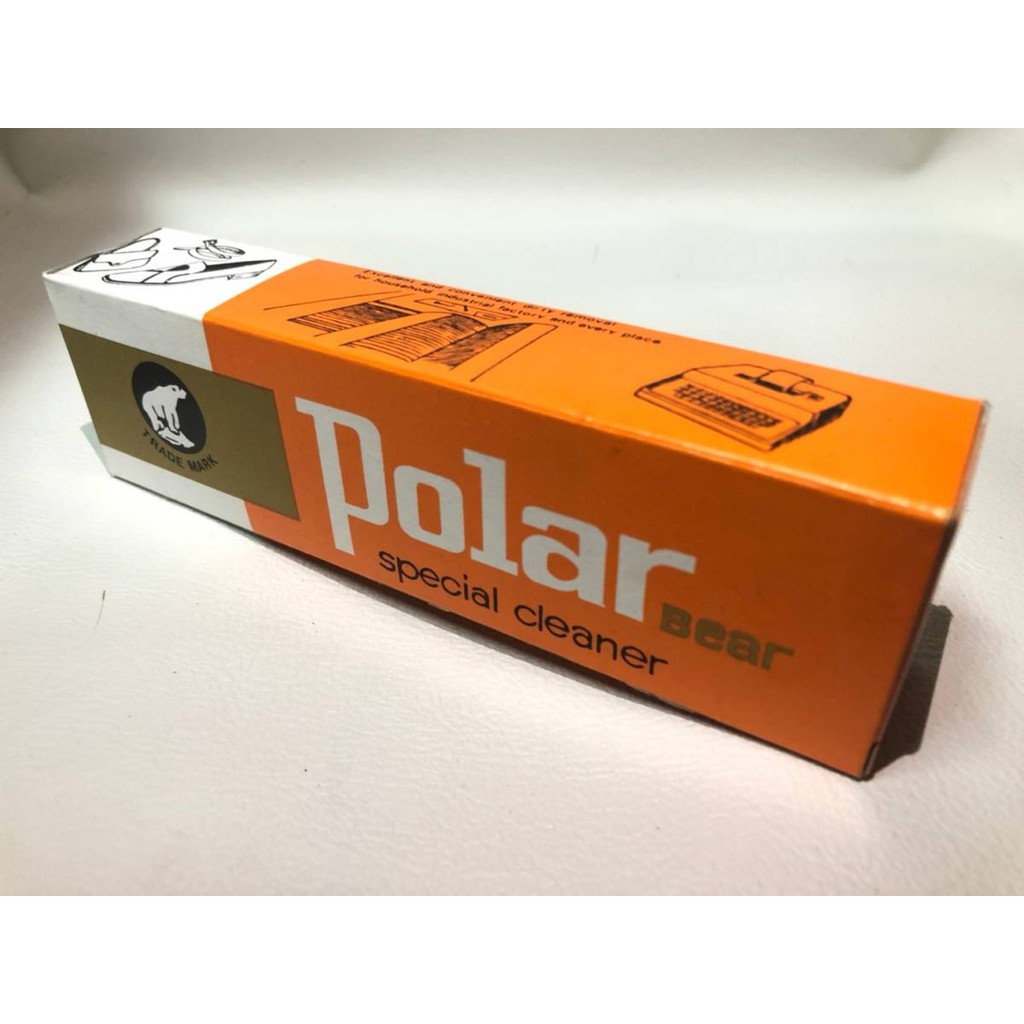 Excellent and convenient dirty removal
for household industrial factory and every place
TRADE MARK
Polar
Bear
special cleaner